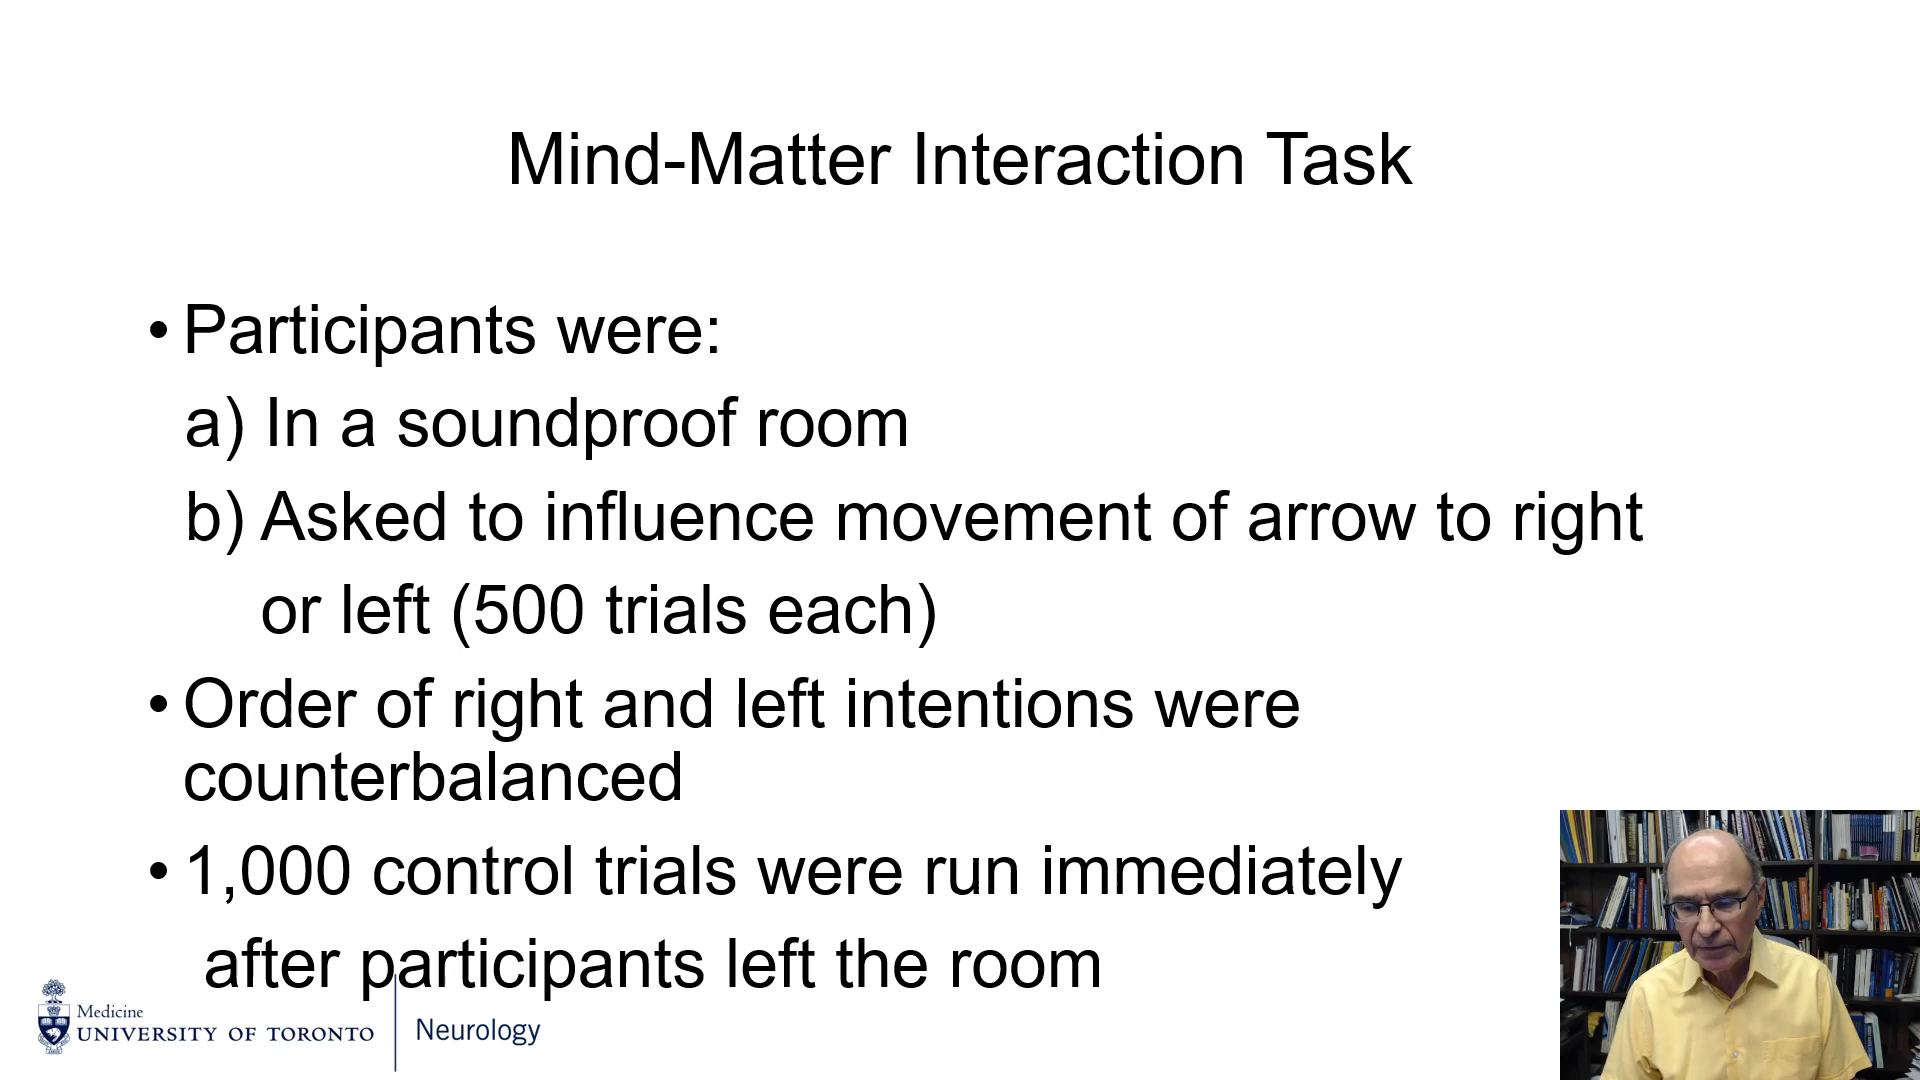 Mind-Matter Interaction Task
• Participants were:
a) In a soundproof room
b) Asked to influence movement of arrow to right
or left (500 trials each)
• Order of right and left intentions were
counterbalanced
• 1,000 control trials were run immediately
after participants left the room
Medicine
UNIVERSITY OF TORONTO
Neurology